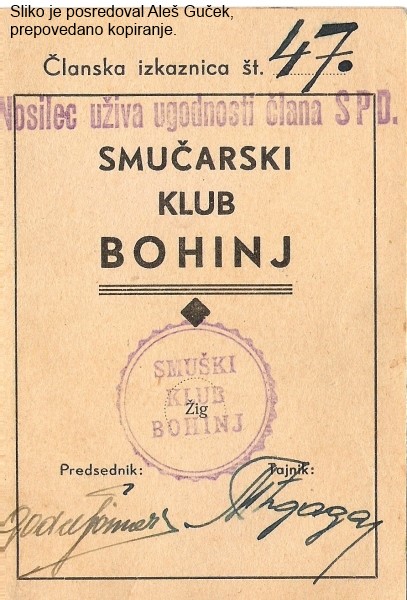 Sliko je posredoval Aleš Guček,
prepovedano kopiranje.
Članska izkaznica št. 47.
Nosilec uživa ugodnosti člana S P D.
SMUČARSKI
KLUB
BOHINJ
SMUŠKI
KLUB
Žig
BOHINJ
Predsednik: Tajnik:
Žgaga